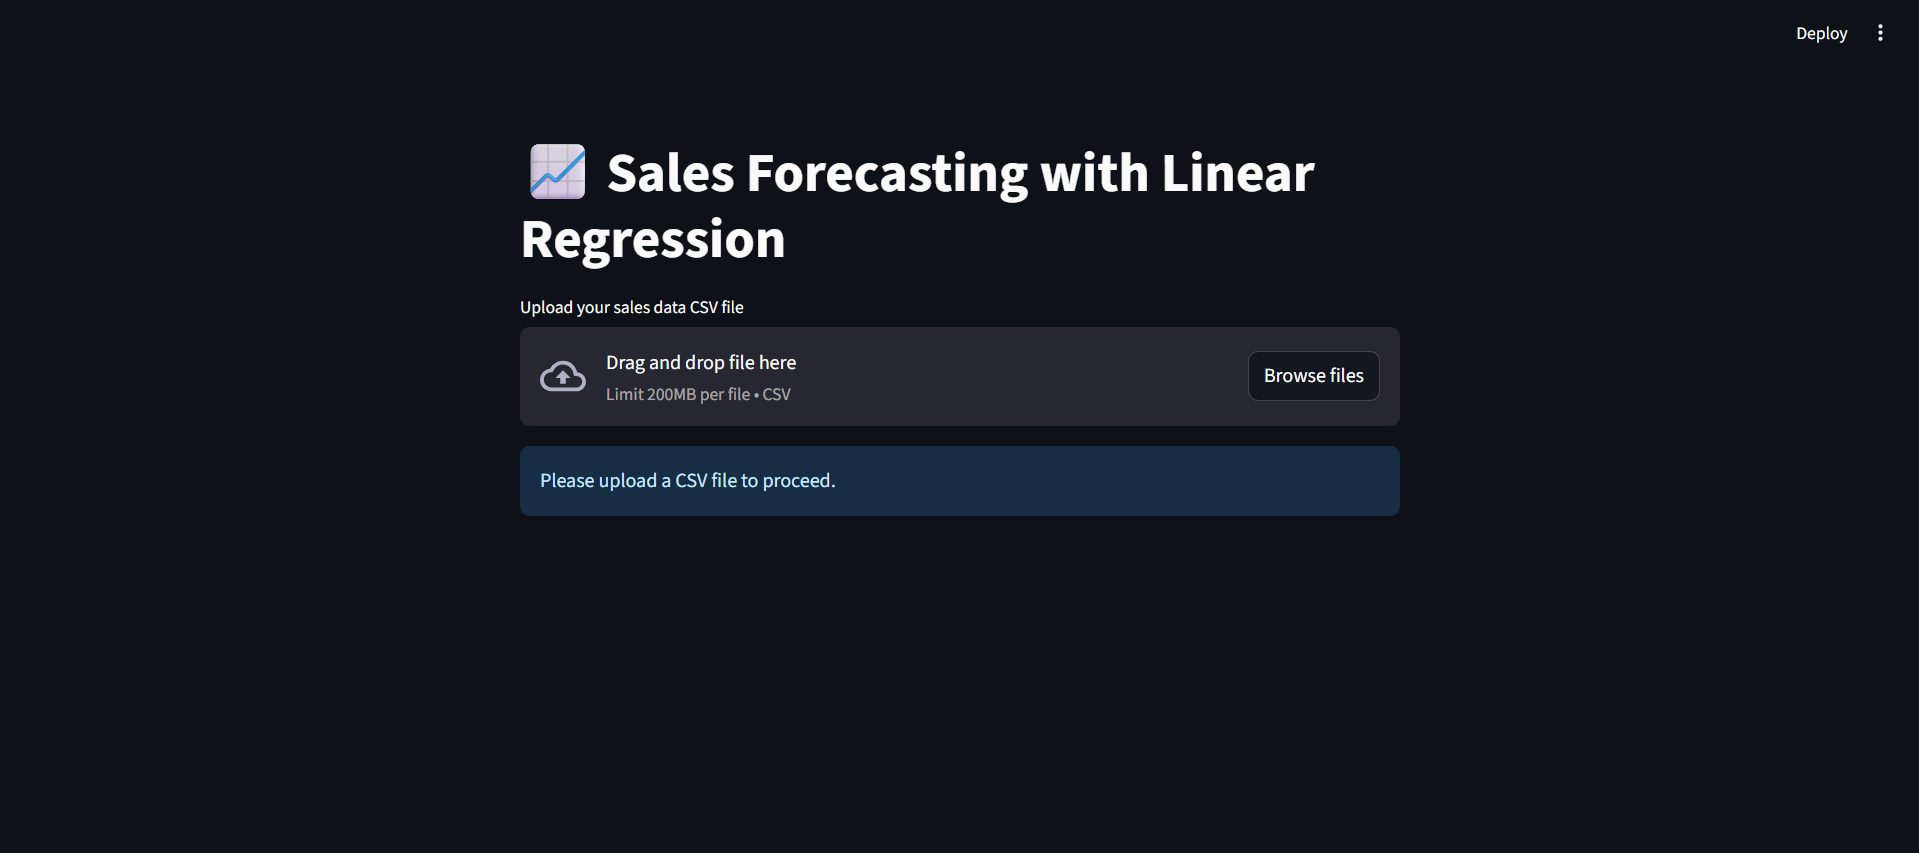 Deploy
Sales Forecasting with Linear
Regression
Upload your sales data CSV file
Drag and drop file here
Limit 200MB per file • CSV
Browse files
Please upload a CSV file to proceed.